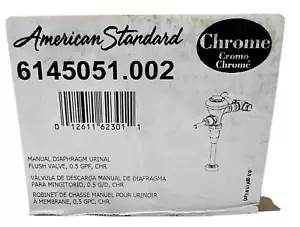 American Standard
Chrome
Cromo
Chromé
6145051.002
0 12611 62301 1
MANUAL DIAPHRAGM URINAL
FLUSH VALVE, 0.5 GPF, CHR
VÁLVULA DE DESCARGA MANUAL DE DIAFRAGMA
PARA MINGITORIO, 0.5 G/D, CHR
ROBINET DE CHASSE MANUEL POUR URINOIR
À MEMBRANE, 0,5 GPC, CHR